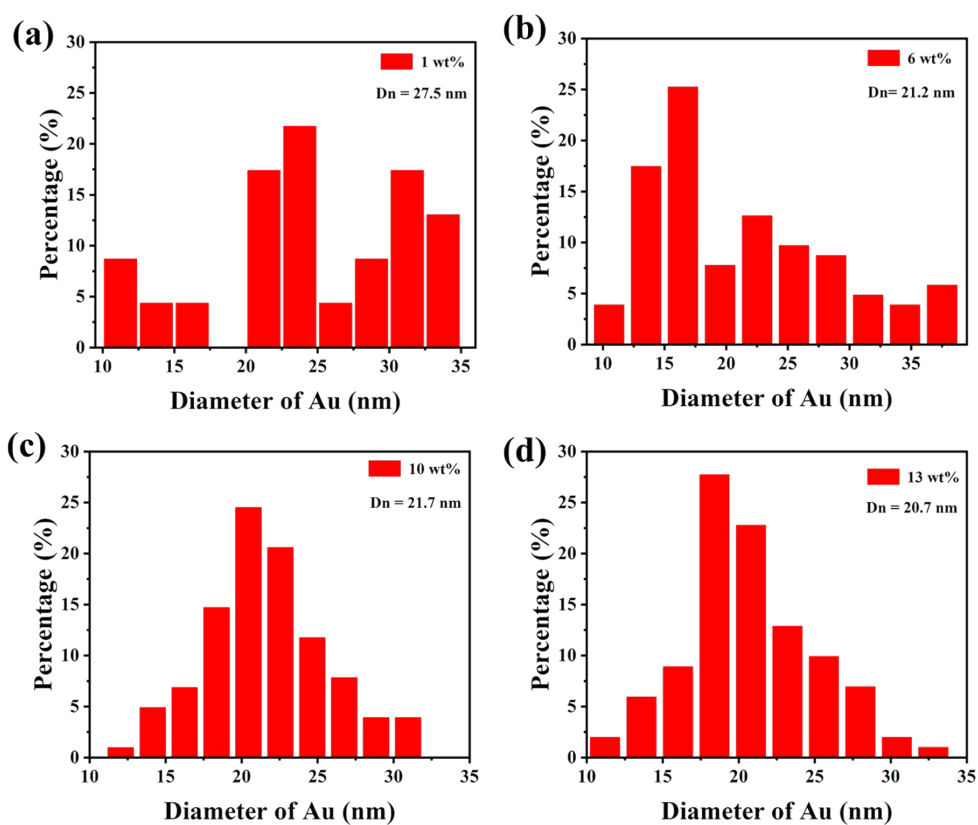 (a)
30
25
20
15
10
5
0
Percentage (%)
1 wt%
Dn = 27.5 nm
10 15 20 25 30 35
Diameter of Au (nm)
(b)
30
25
20
15
10
5
0
Percentage (%)
6 wt%
Dn= 21.2 nm
10 15 20 25 30 35
Diameter of Au (nm)
(c)
30
25
20
15
10
5
0
Percentage (%)
10 wt%
Dn = 21.7 nm
10 15 20 25 30 35
Diameter of Au (nm)
(d)
30
25
20
15
10
5
0
Percentage (%)
13 wt%
Dn = 20.7 nm
10 15 20 25 30 35
Diameter of Au (nm)